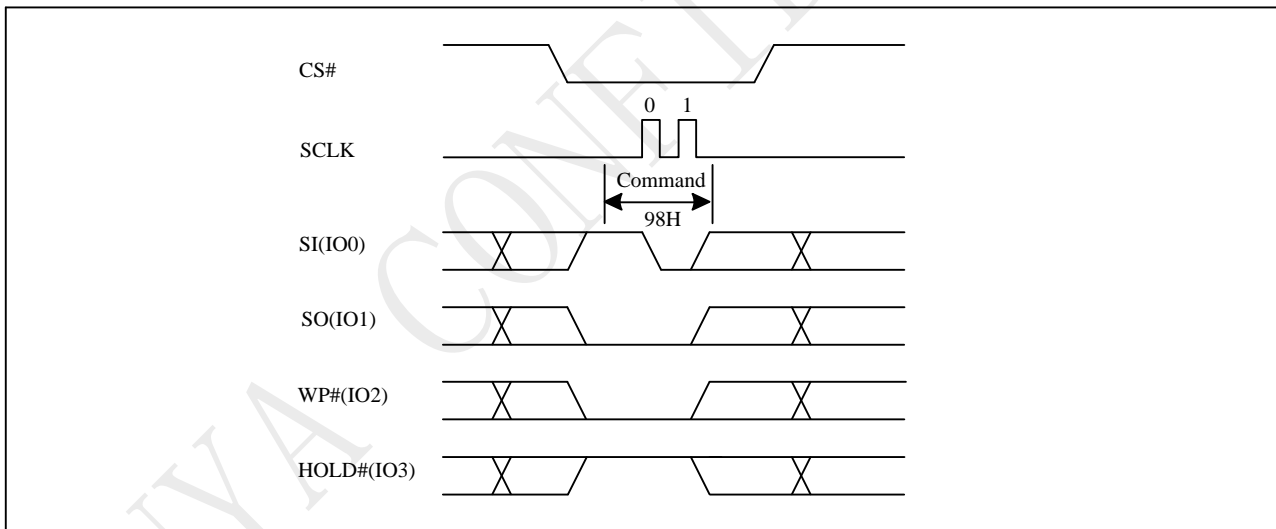 CS#
0 1
SCLK
Command
98H
SI(IO0)
SO(IO1)
WP#(IO2)
HOLD#(IO3)